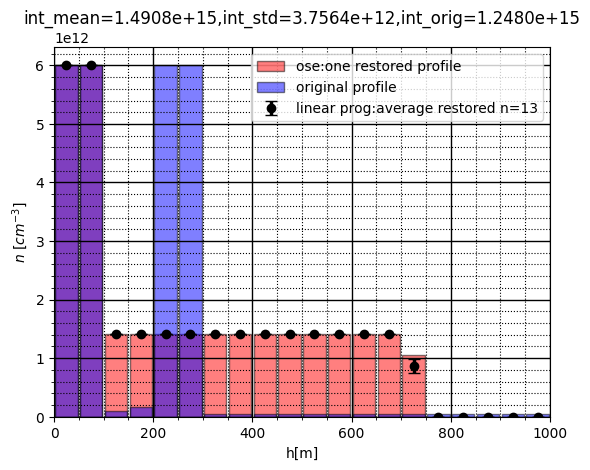 int_mean=1.4908e+15,int_std=3.7564e+12,int_orig=1.2480e+15
1e12
ose:one restored profile
original profile
linear prog:average restored n=13
6
5
4
3
2
1
0
n [cm⁻³]
0 200 400 600 800 1000
h[m]